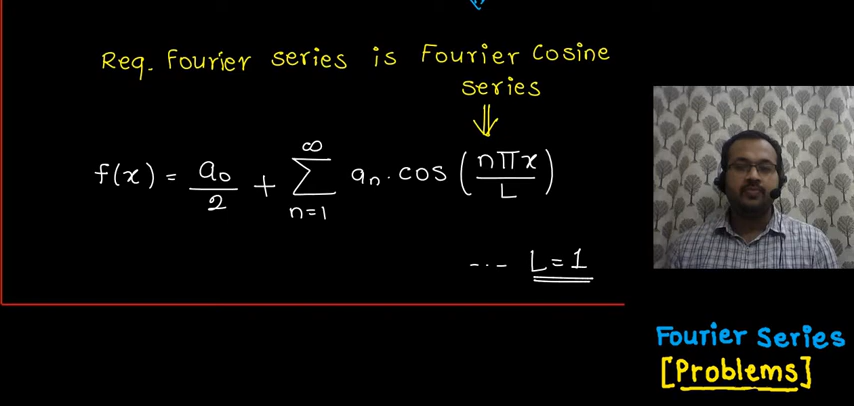 Req. Fourier series is Fourier Cosine
series
f(x) = a₀/2 + ∑_{n=1}^{∞} aₙ · cos (nπx/L)
-·- L = 1
Fourier Series
[Problems]